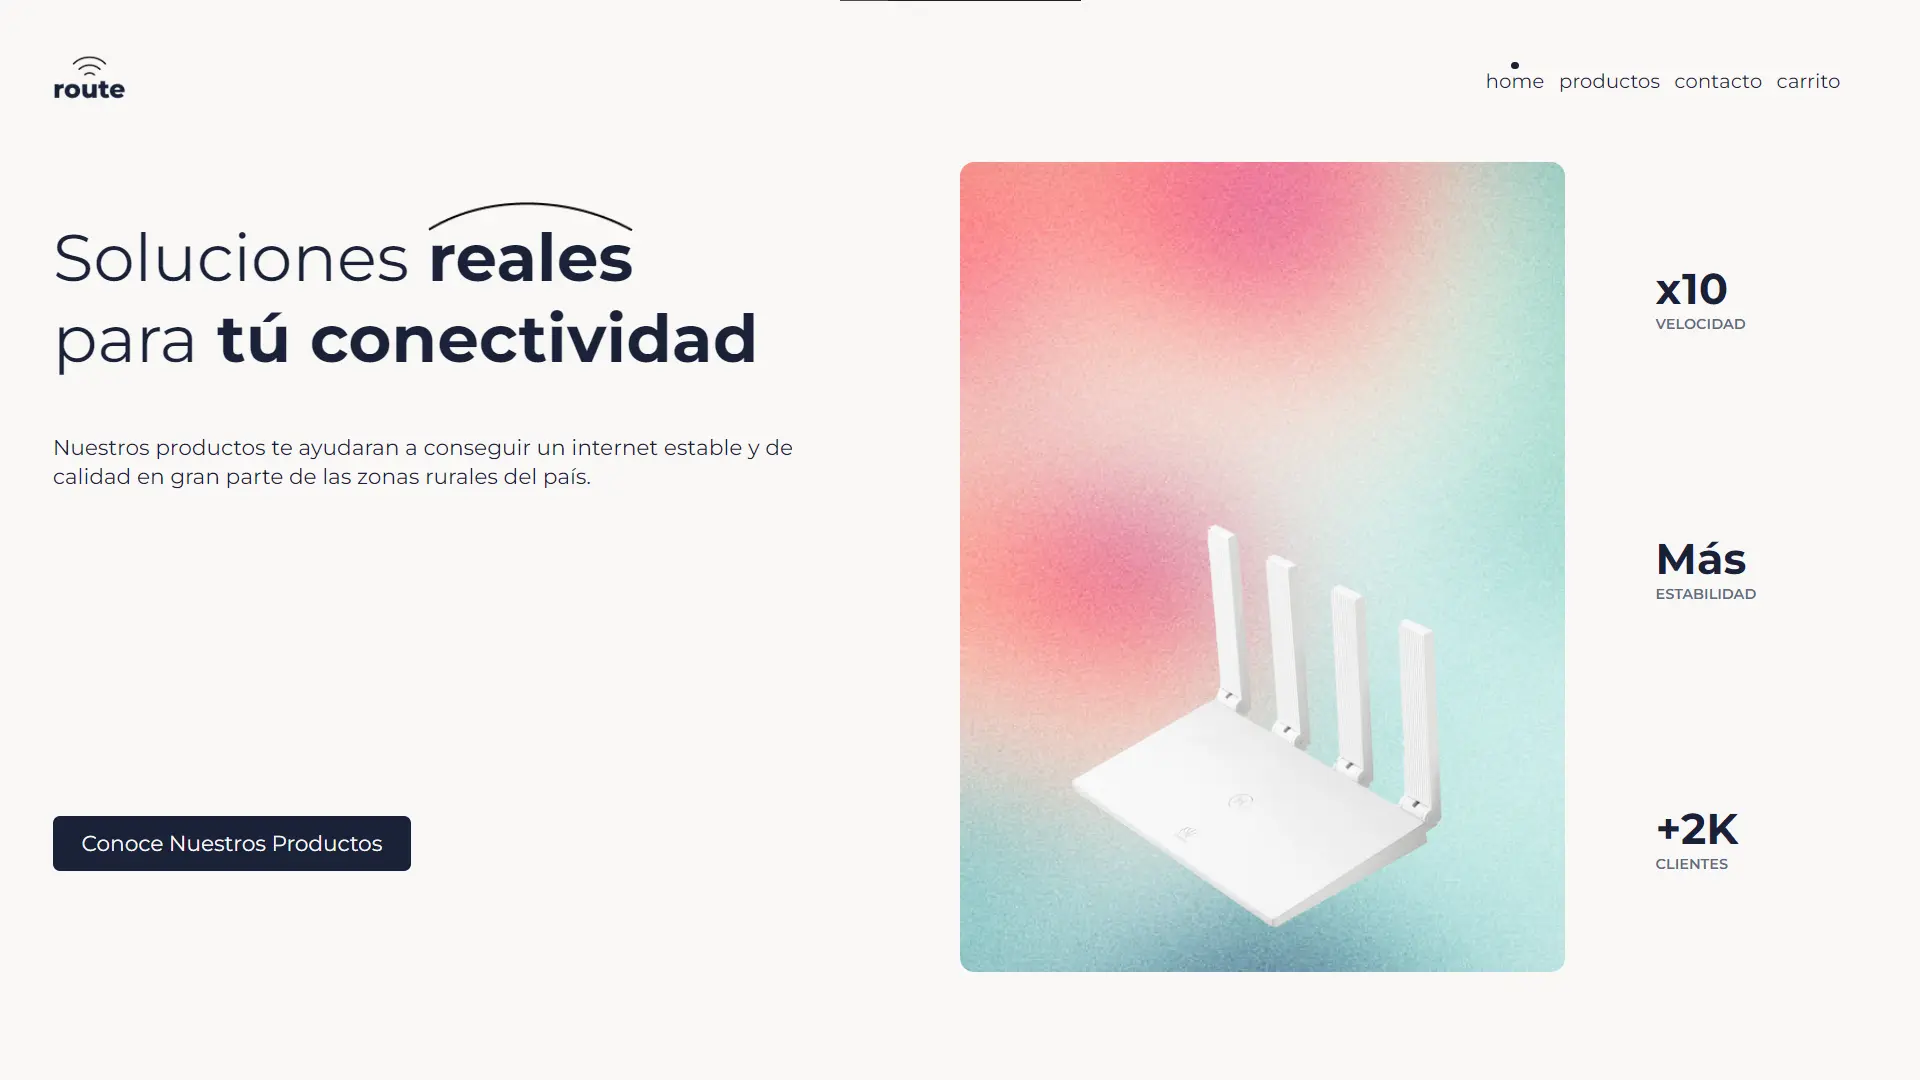 route
home productos contacto carrito
Soluciones reales
para tú conectividad
Nuestros productos te ayudaran a conseguir un internet estable y de
calidad en gran parte de las zonas rurales del país.
Conoce Nuestros Productos
x10
VELOCIDAD
Más
ESTABILIDAD
+2K
CLIENTES